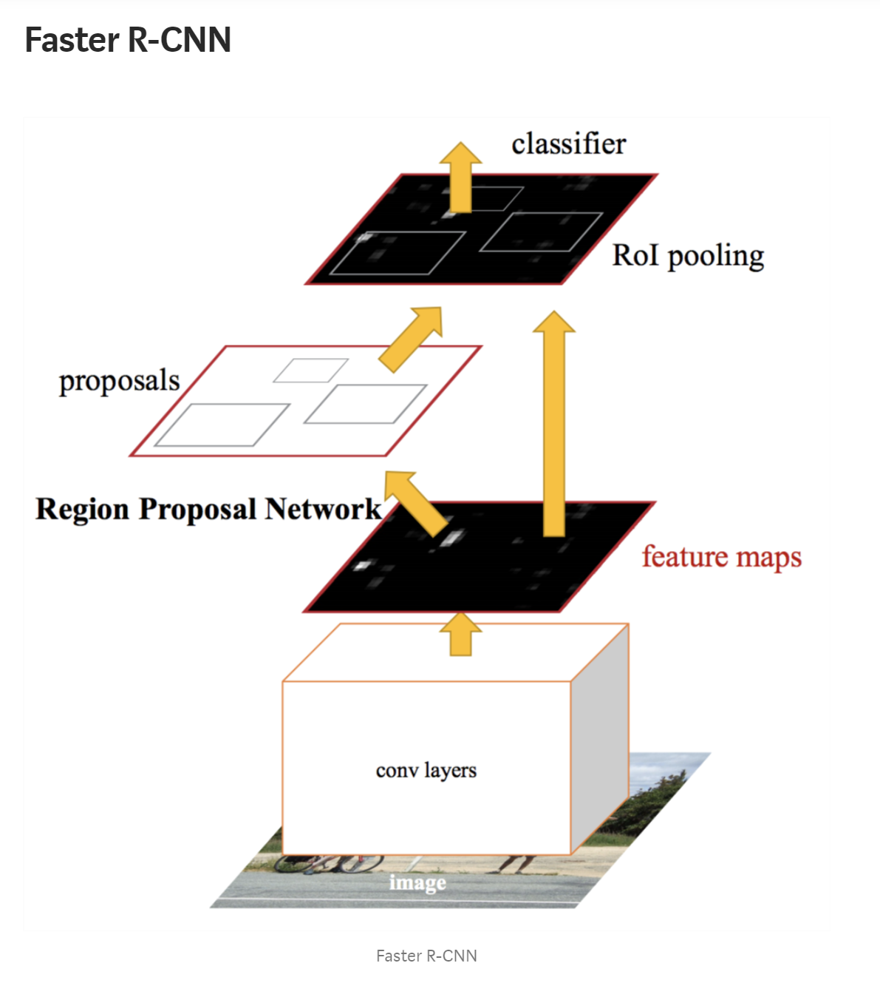 Faster R-CNN
classifier
RoI pooling
proposals
Region Proposal Network
feature maps
conv layers
image
Faster R-CNN